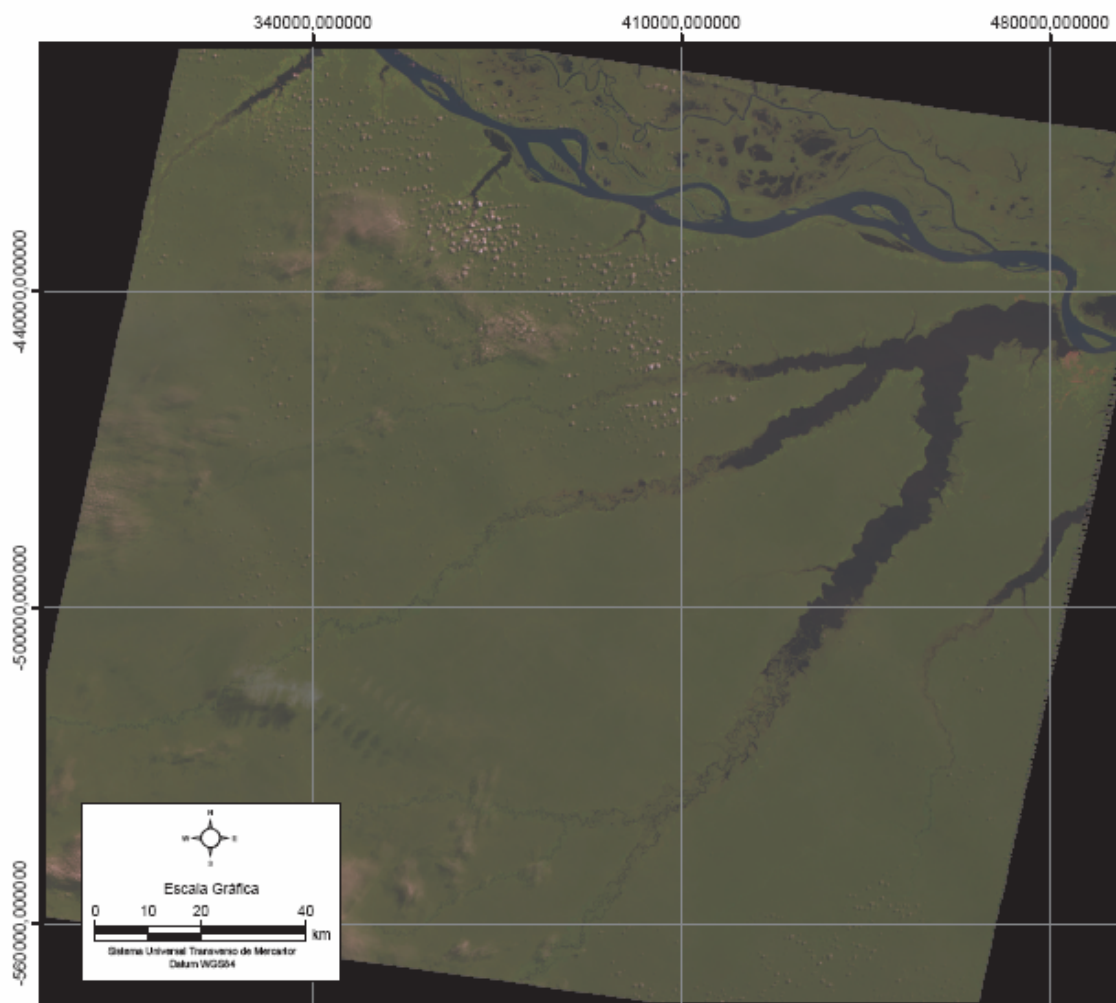 340000,000000 410000,000000 480000,000000
-440000,000000
-500000,000000
-560000,000000
N
W E
S
Escala Gráfica
0 10 20 40
km
Sistema Universal Transverso de Mercartor
Datum WGS84